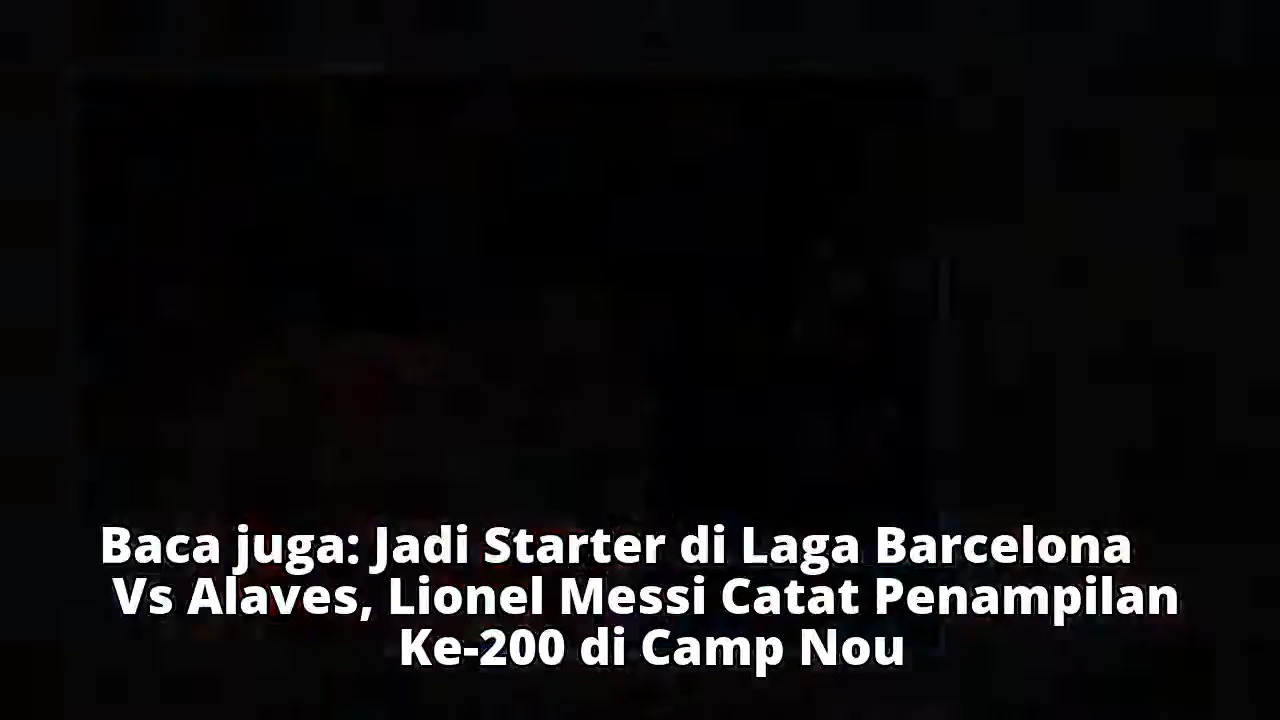 Baca juga: Jadi Starter di Laga Barcelona
Vs Alaves, Lionel Messi Catat Penampilan
Ke-200 di Camp Nou